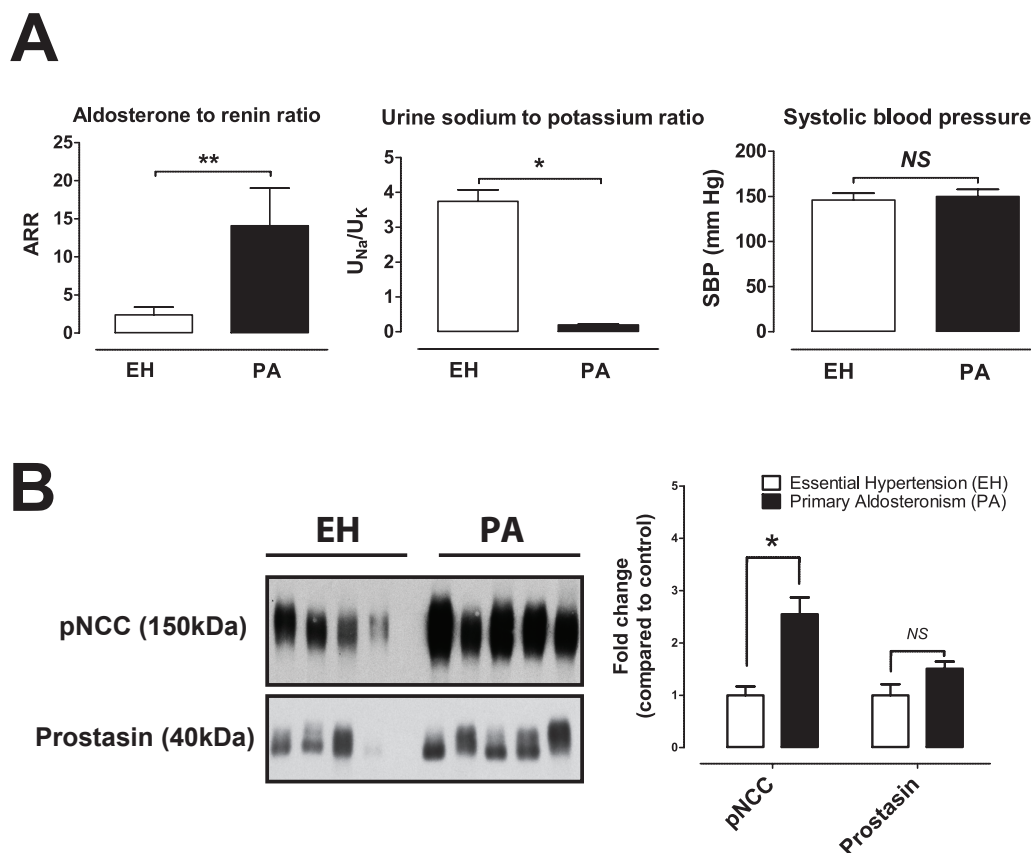 A
Aldosterone to renin ratio
25
20
15
10
5
0
ARR
**
EH
PA
Urine sodium to potassium ratio
5
4
3
2
1
0
U_Na/U_K
*
EH
PA
Systolic blood pressure
200
150
100
50
0
SBP (mm Hg)
NS
EH
PA
B
EH
PA
pNCC (150kDa)
Prostasin (40kDa)
Essential Hypertension (EH)
Primary Aldosteronism (PA)
5
4
3
2
1
0
Fold change
(compared to control)
*
NS
pNCC
Prostasin